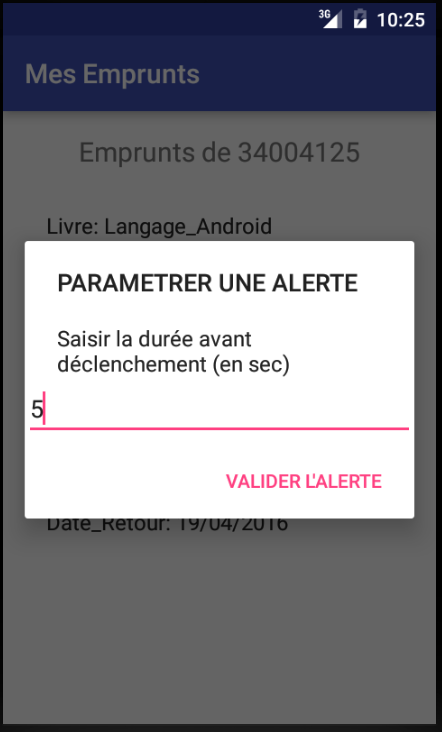 3G 10:25
Mes Emprunts
Emprunts de 34004125
Livre: Langage_Android
PARAMETRER UNE ALERTE
Saisir la durée avant
déclenchement (en sec)
5
VALIDER L'ALERTE
Date_Retour: 19/04/2016